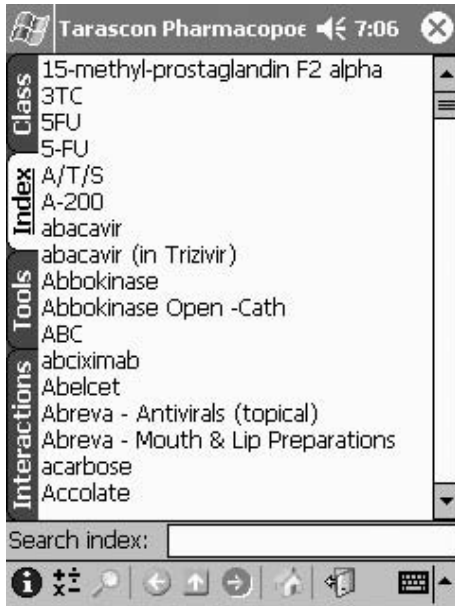 Tarascon Pharmacopoe 7:06
Class
Index
Tools
Interactions
15-methyl-prostaglandin F2 alpha
3TC
5FU
5-FU
A/T/S
A-200
abacavir
abacavir (in Trizivir)
Abbokinase
Abbokinase Open -Cath
ABC
abciximab
Abelcet
Abreva - Antivirals (topical)
Abreva - Mouth & Lip Preparations
acarbose
Accolate
Search index: